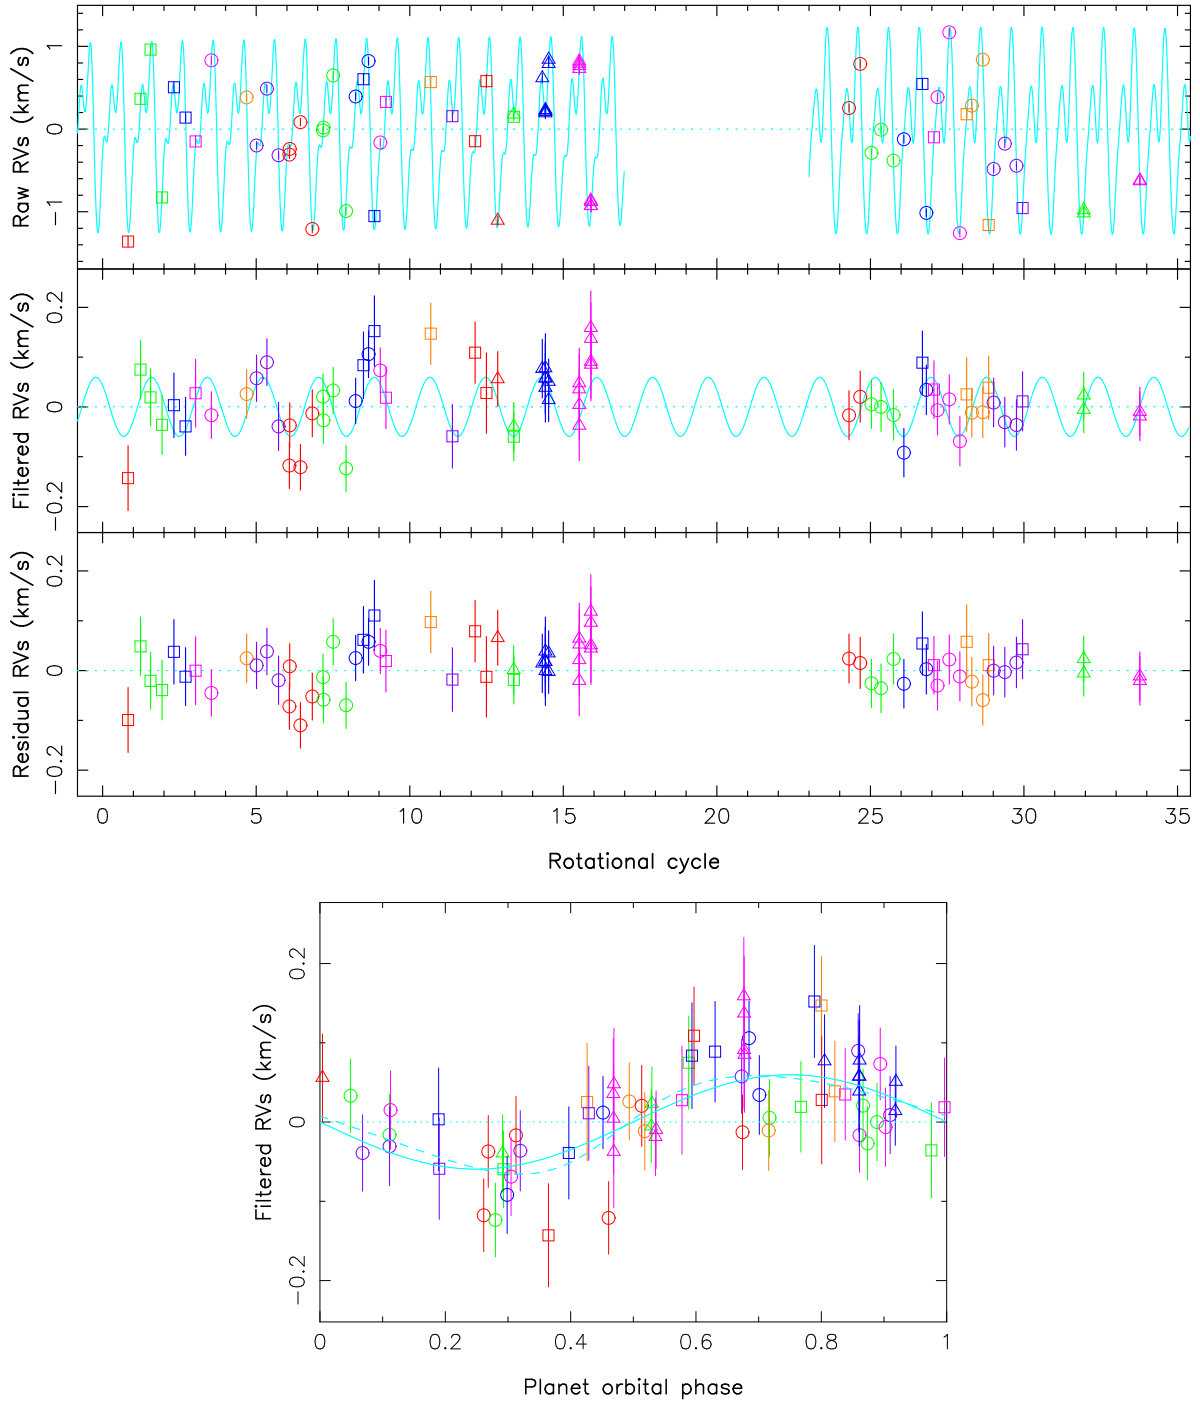 Raw RVs (km/s)
1
0
−1
Filtered RVs (km/s)
0.2
0
−0.2
Residual RVs (km/s)
0.2
0
−0.2
0 5 10 15 20 25 30 35
Rotational cycle
Filtered RVs (km/s)
0.2
0
−0.2
0 0.2 0.4 0.6 0.8 1
Planet orbital phase